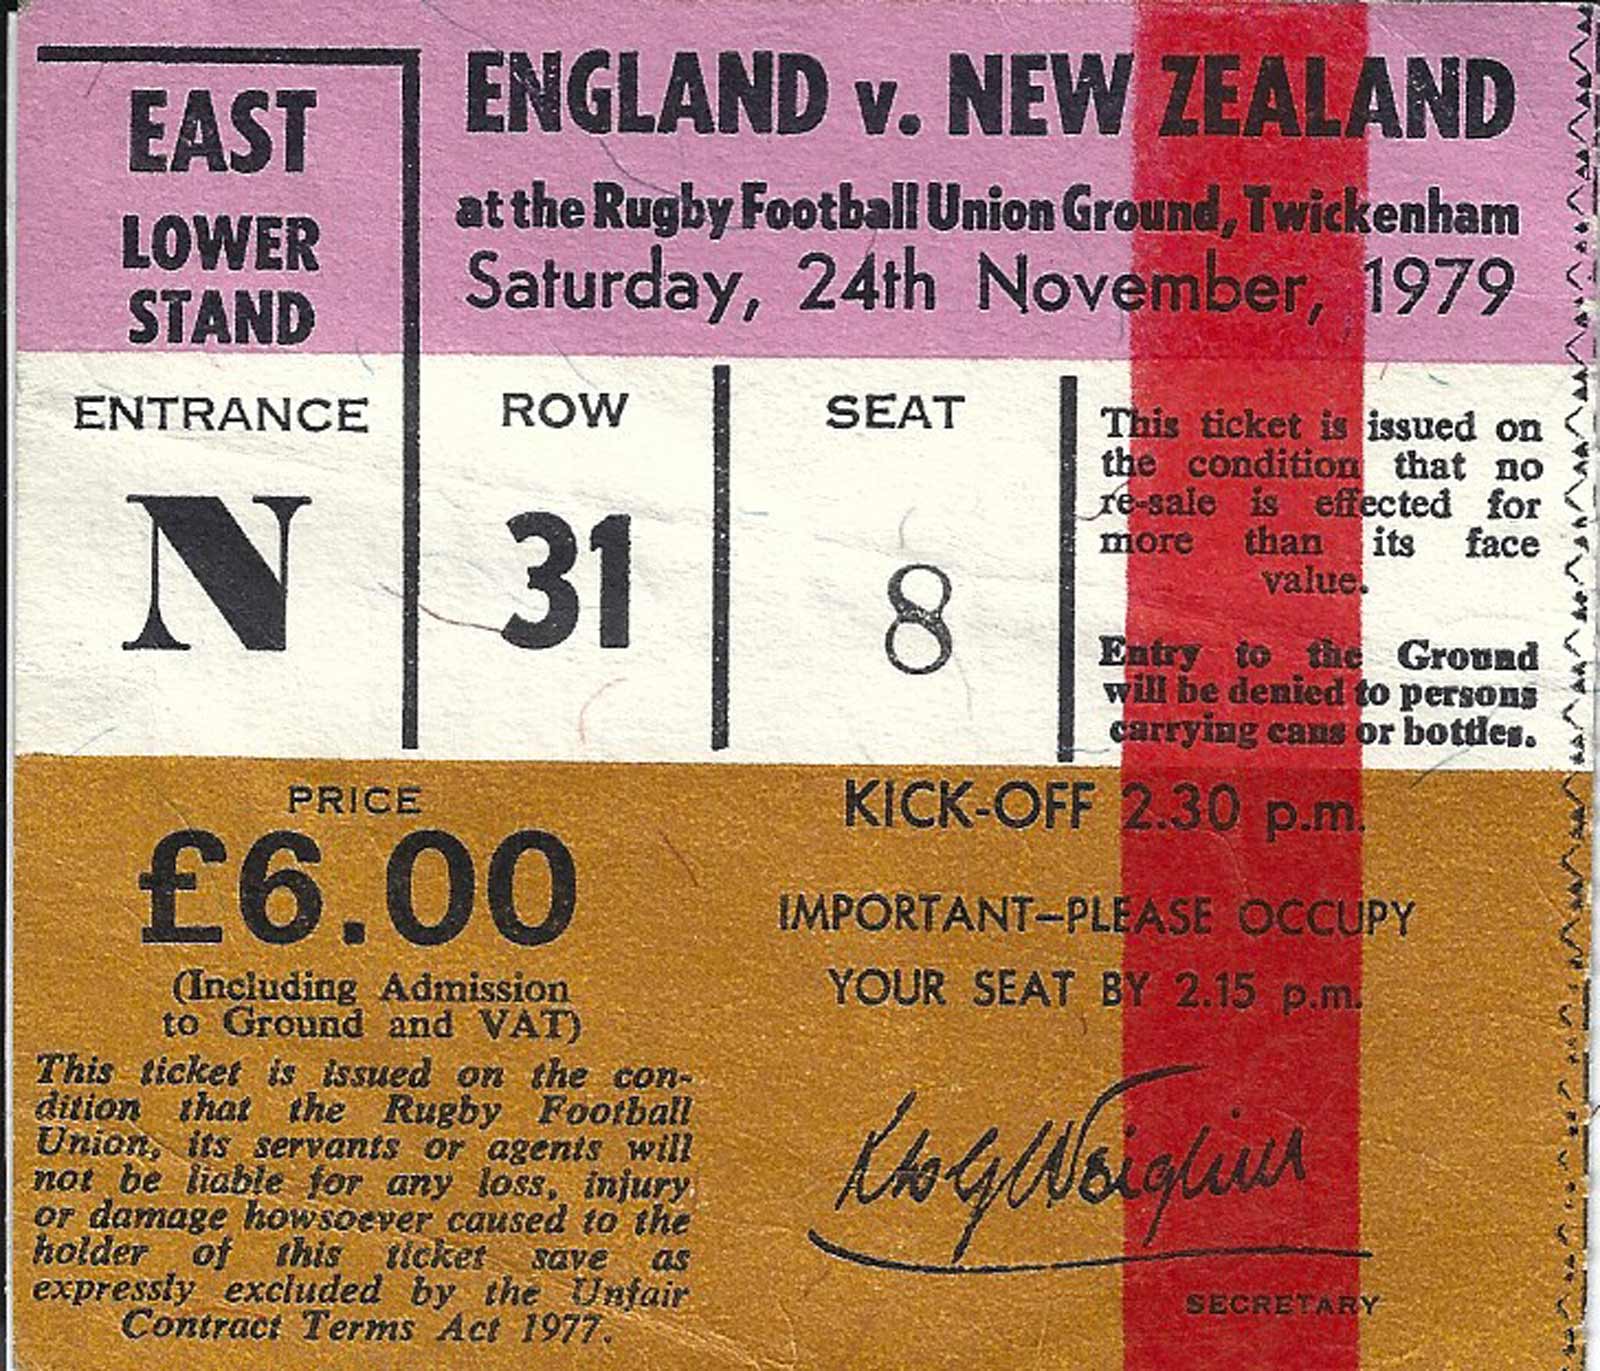 EAST
LOWER
STAND
ENGLAND v. NEW ZEALAND
at the Rugby Football Union Ground, Twickenham
Saturday, 24th November, 1979
ENTRANCE
N
ROW
31
SEAT
8
This ticket is issued on
the condition that no
re-sale is effected for
more than its face
value.
Entry to the Ground
will be denied to persons
carrying cans or bottles.
PRICE
£6.00
(Including Admission
to Ground and VAT)
This ticket is issued on the con-
dition that the Rugby Football
Union, its servants or agents will
not be liable for any loss, injury
or damage howsoever caused to the
holder of this ticket save as
expressly excluded by the Unfair
Contract Terms Act 1977.
KICK-OFF 2.30 p.m.
IMPORTANT—PLEASE OCCUPY
YOUR SEAT BY 2.15 p.m.
SECRETARY